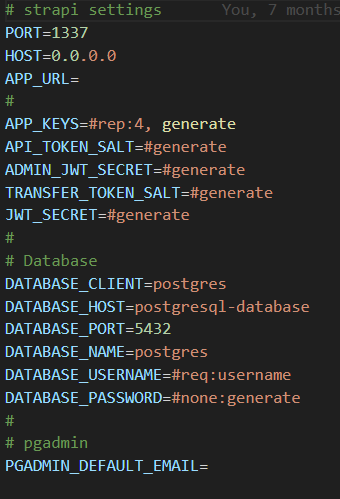 # strapi settings You, 7 months
PORT=1337
HOST=0.0.0.0
APP_URL=
#
APP_KEYS=#rep:4, generate
API_TOKEN_SALT=#generate
ADMIN_JWT_SECRET=#generate
TRANSFER_TOKEN_SALT=#generate
JWT_SECRET=#generate
#
# Database
DATABASE_CLIENT=postgres
DATABASE_HOST=postgresql-database
DATABASE_PORT=5432
DATABASE_NAME=postgres
DATABASE_USERNAME=#req:username
DATABASE_PASSWORD=#none:generate
#
# pgadmin
PGADMIN_DEFAULT_EMAIL=